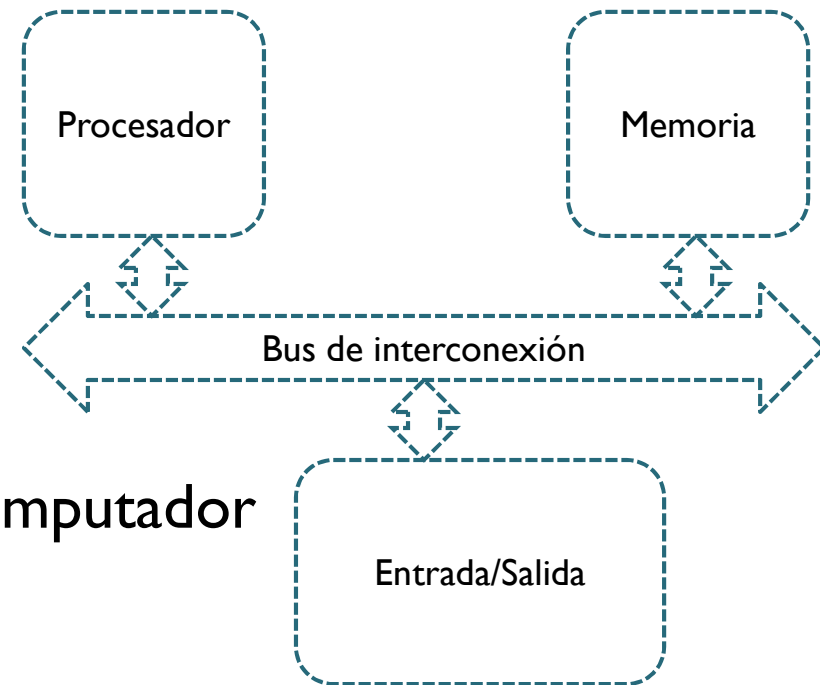 Procesador
Memoria
Bus de interconexión
mputador
Entrada/Salida